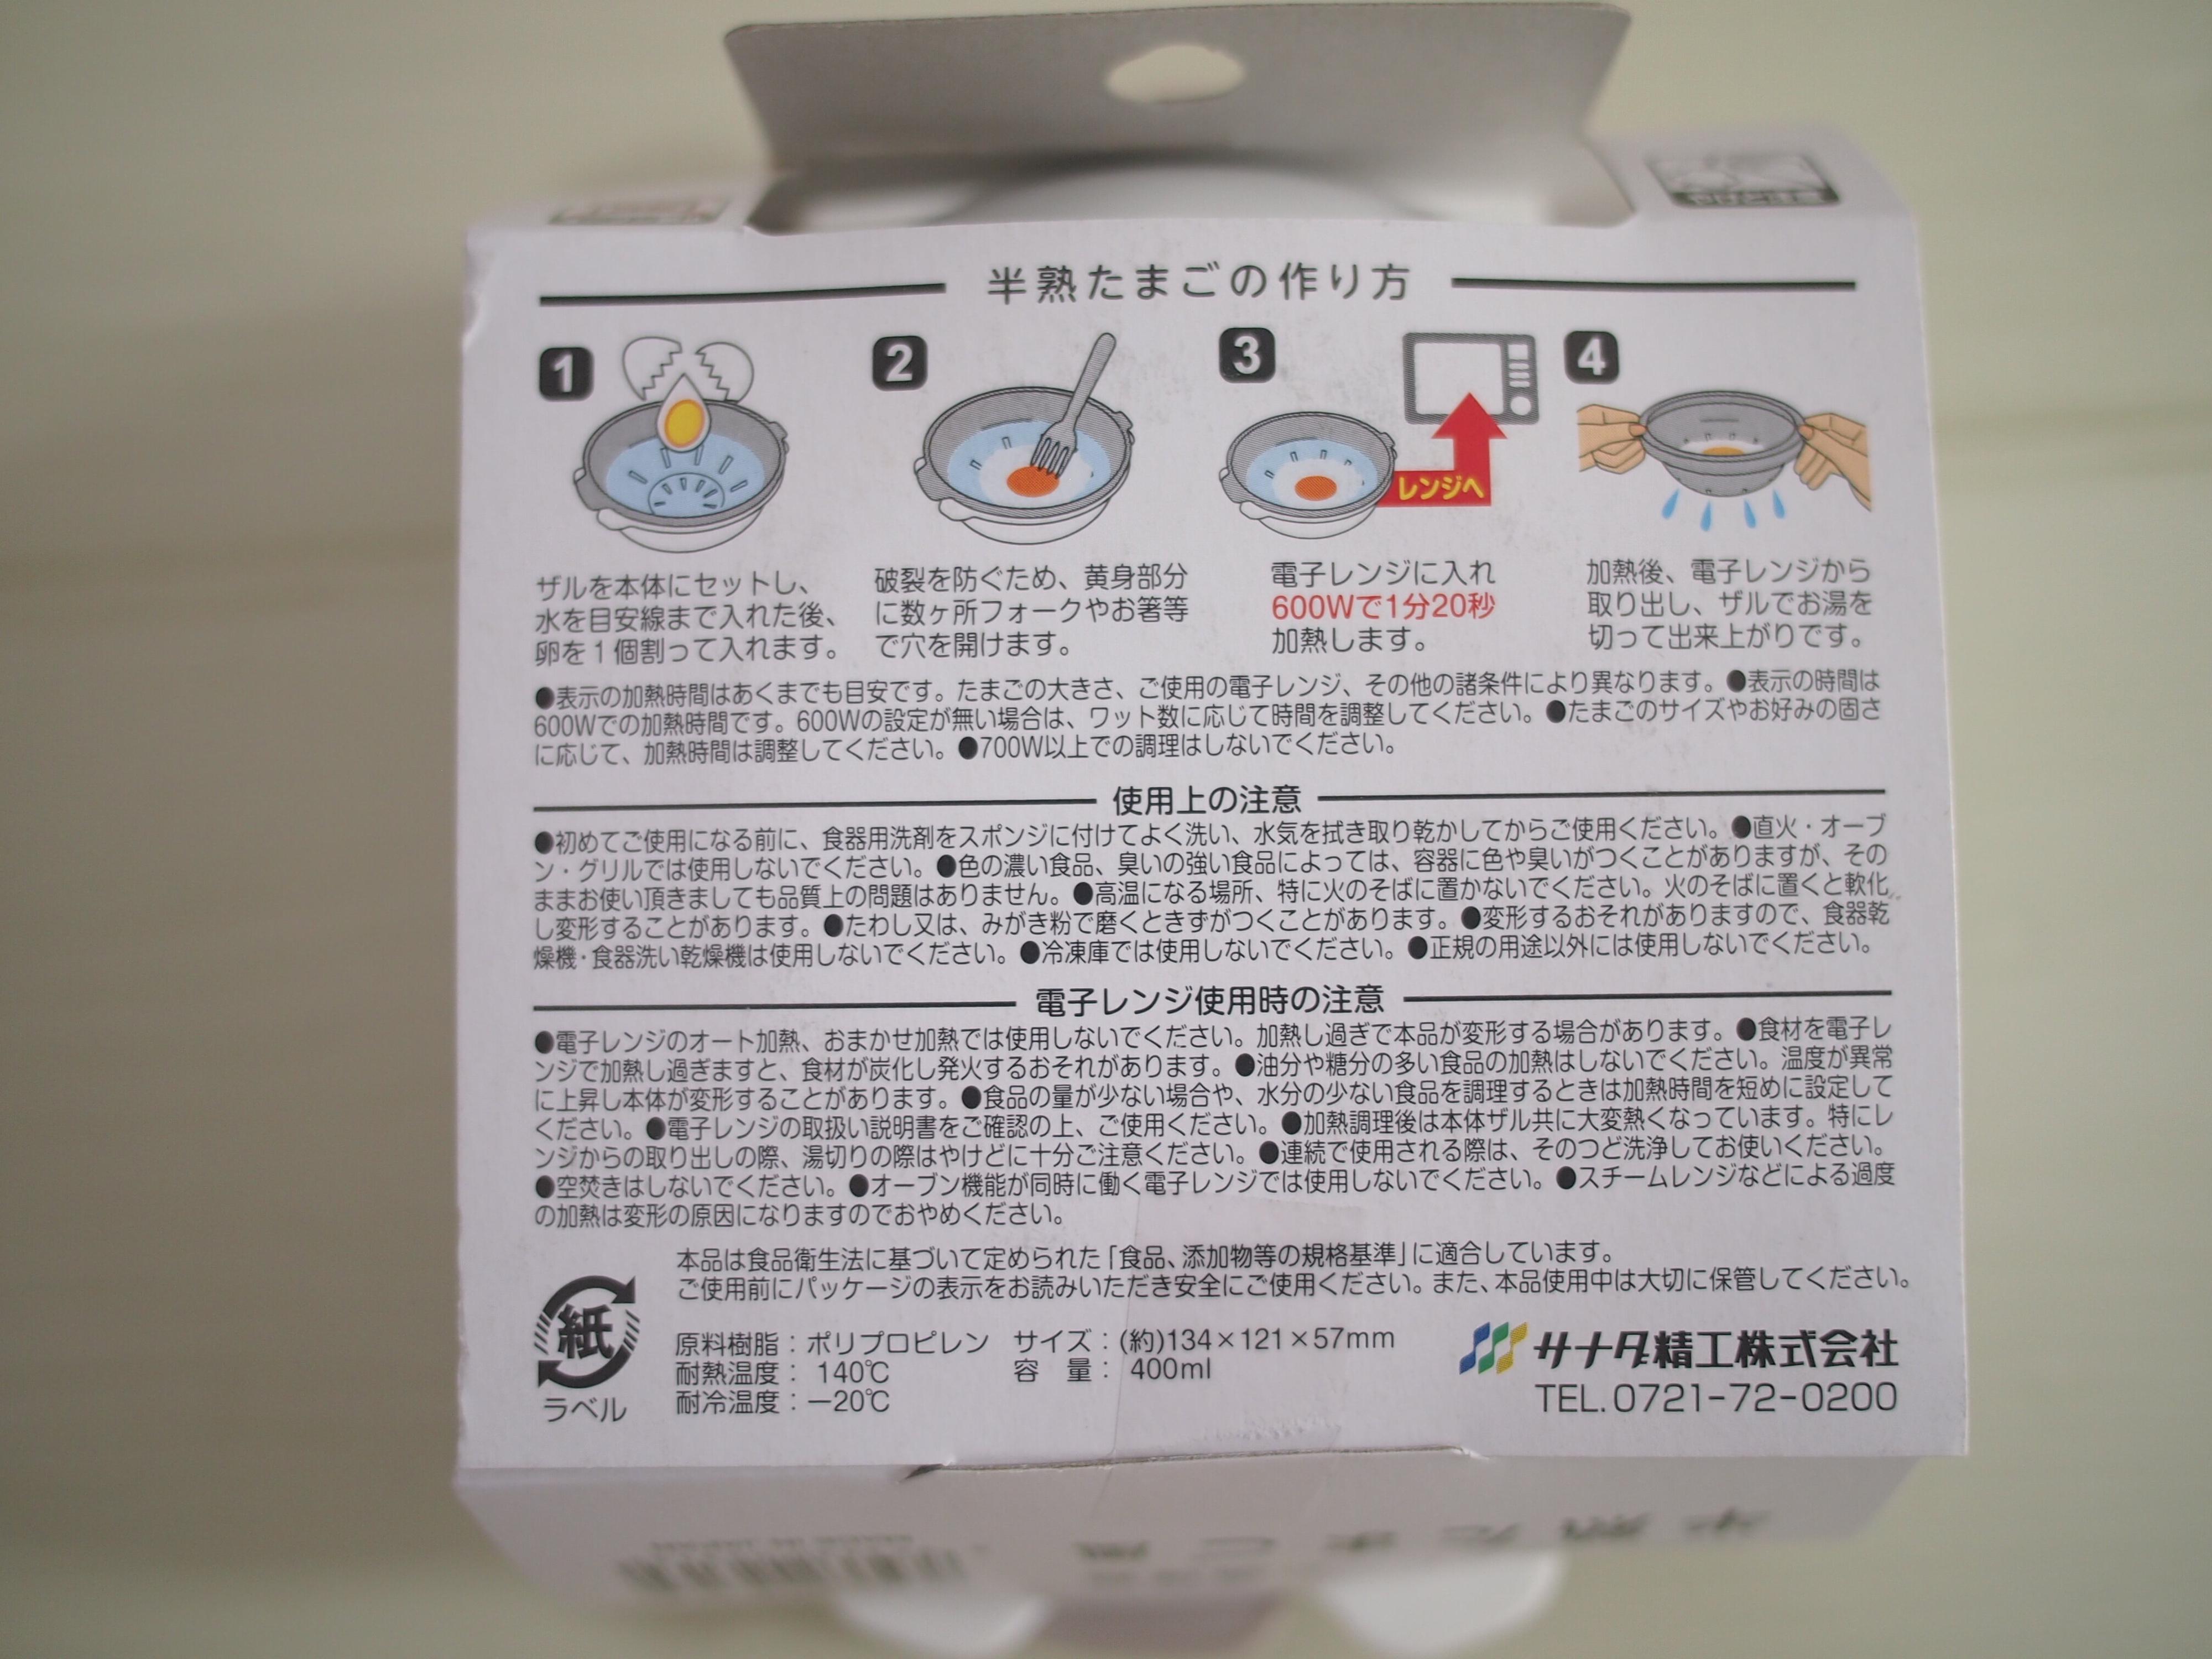 半熟たまごの作り方
1
2
3
4
レンジへ
ザルを本体にセットし、
水を目安線まで入れた後、
卵を1個割って入れます。
破裂を防ぐため、黄身部分
に数ヶ所フォークやお箸等
で穴を開けます。
電子レンジに入れ
600Wで1分20秒
加熱します。
加熱後、電子レンジから
取り出し、ザルでお湯を
切って出来上がりです。
●表示の加熱時間はあくまでも目安です。たまごの大きさ、ご使用の電子レンジ、その他の諸条件により異なります。●表示の時間は
600Wでの加熱時間です。600Wの設定が無い場合は、ワット数に応じて時間を調整してください。●たまごのサイズやお好みの固さ
に応じて、加熱時間は調整してください。●700W以上での調理はしないでください。
使用上の注意
●初めてご使用になる前に、食器用洗剤をスポンジに付けてよく洗い、水気を拭き取り乾かしてからご使用ください。●直火・オーブ
ン・グリルでは使用しないでください。●色の濃い食品、臭いの強い食品によっては、容器に色や臭いがつくことがありますが、その
ままお使い頂きましても品質上の問題はありません。●高温になる場所、特に火のそばに置かないでください。火のそばに置くと軟化
し変形することがあります。●たわし又は、みがき粉で磨くときずがつくことがあります。●変形するおそれがありますので、食器乾
燥機・食器洗い乾燥機は使用しないでください。●冷凍庫では使用しないでください。●正規の用途以外には使用しないでください。
電子レンジ使用時の注意
●電子レンジのオート加熱、おまかせ加熱では使用しないでください。加熱し過ぎで本品が変形する場合があります。●食材を電子レ
ンジで加熱し過ぎますと、食材が炭化し発火するおそれがあります。●油分や糖分の多い食品の加熱はしないでください。温度が異常
に上昇し本体が変形することがあります。●食品の量が少ない場合や、水分の少ない食品を調理するときは加熱時間を短めに設定して
ください。●電子レンジの取扱い説明書をご確認の上、ご使用ください。●加熱調理後は本体ザル共に大変熱くなっています。特にレ
ンジからの取り出しの際、湯切りの際はやけどに十分ご注意ください。●連続で使用される際は、そのつど洗浄してお使いください。
●空焚きはしないでください。●オーブン機能が同時に働く電子レンジでは使用しないでください。●スチームレンジなどによる過度
の加熱は変形の原因になりますのでおやめください。
本品は食品衛生法に基づいて定められた「食品、添加物等の規格基準」に適合しています。
ご使用前にパッケージの表示をお読みいただき安全にご使用ください。また、本品使用中は大切に保管してください。
紙
ラベル
原料樹脂：ポリプロピレン サイズ：(約)134×121×57mm
耐熱温度： 140℃ 容 量： 400ml
耐冷温度：－20℃
サナダ精工株式会社
TEL.0721-72-0200